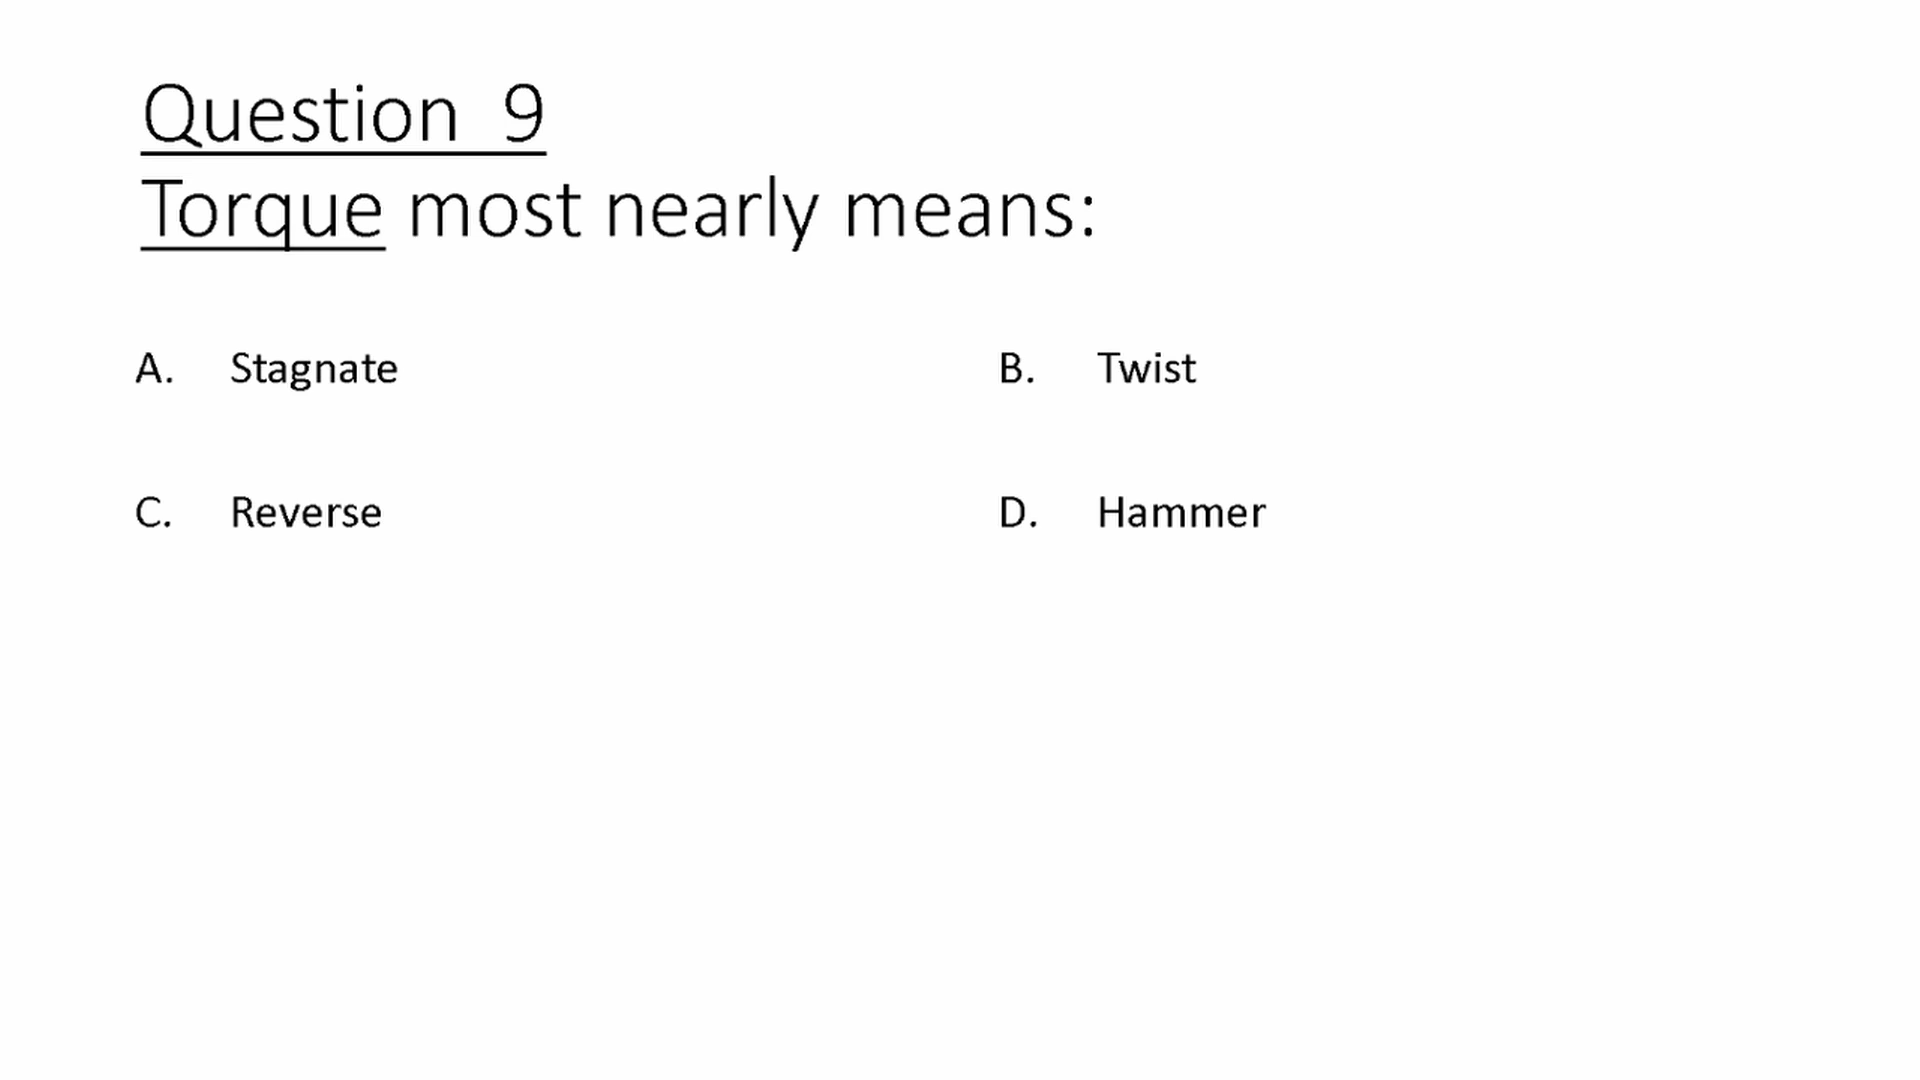 Question 9
Torque most nearly means:
A. Stagnate
B. Twist
C. Reverse
D. Hammer